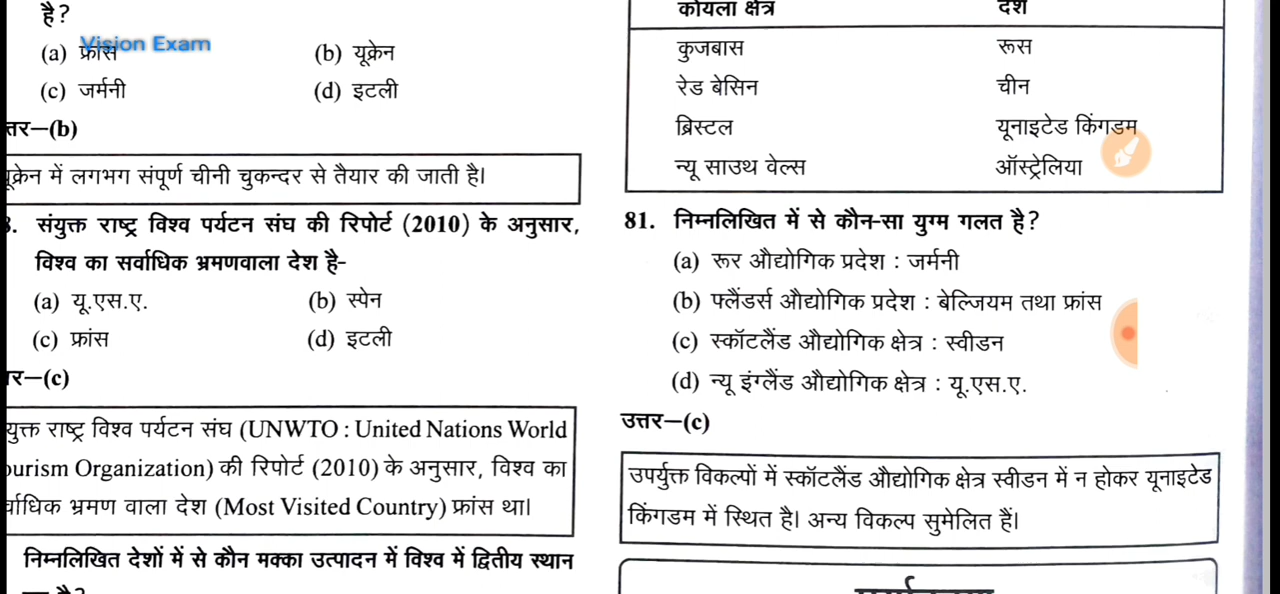 है?
Vision Exam
(a) फ्रांस (b) यूक्रेन
(c) जर्मनी (d) इटली
त्तर—(b)
यूक्रेन में लगभग संपूर्ण चीनी चुकन्दर से तैयार की जाती है।
संयुक्त राष्ट्र विश्व पर्यटन संघ की रिपोर्ट (2010) के अनुसार,
विश्व का सर्वाधिक भ्रमणवाला देश है-
(a) यू.एस.ए. (b) स्पेन
(c) फ्रांस (d) इटली
र—(c)
युक्त राष्ट्र विश्व पर्यटन संघ (UNWTO : United Nations World
ourism Organization) की रिपोर्ट (2010) के अनुसार, विश्व का
र्वाधिक भ्रमण वाला देश (Most Visited Country) फ्रांस था।
निम्नलिखित देशों में से कौन मक्का उत्पादन में विश्व में द्वितीय स्थान
कोयला क्षेत्र देश
कुजबास रूस
रेड बेसिन चीन
ब्रिस्टल यूनाइटेड किंगडम
न्यू साउथ वेल्स ऑस्ट्रेलिया
81. निम्नलिखित में से कौन-सा युग्म गलत है?
(a) रूर औद्योगिक प्रदेश : जर्मनी
(b) फ्लैंडर्स औद्योगिक प्रदेश : बेल्जियम तथा फ्रांस
(c) स्कॉटलैंड औद्योगिक क्षेत्र : स्वीडन
(d) न्यू इंग्लैंड औद्योगिक क्षेत्र : यू.एस.ए.
उत्तर—(c)
उपर्युक्त विकल्पों में स्कॉटलैंड औद्योगिक क्षेत्र स्वीडन में न होकर यूनाइटेड
किंगडम में स्थित है। अन्य विकल्प सुमेलित हैं।